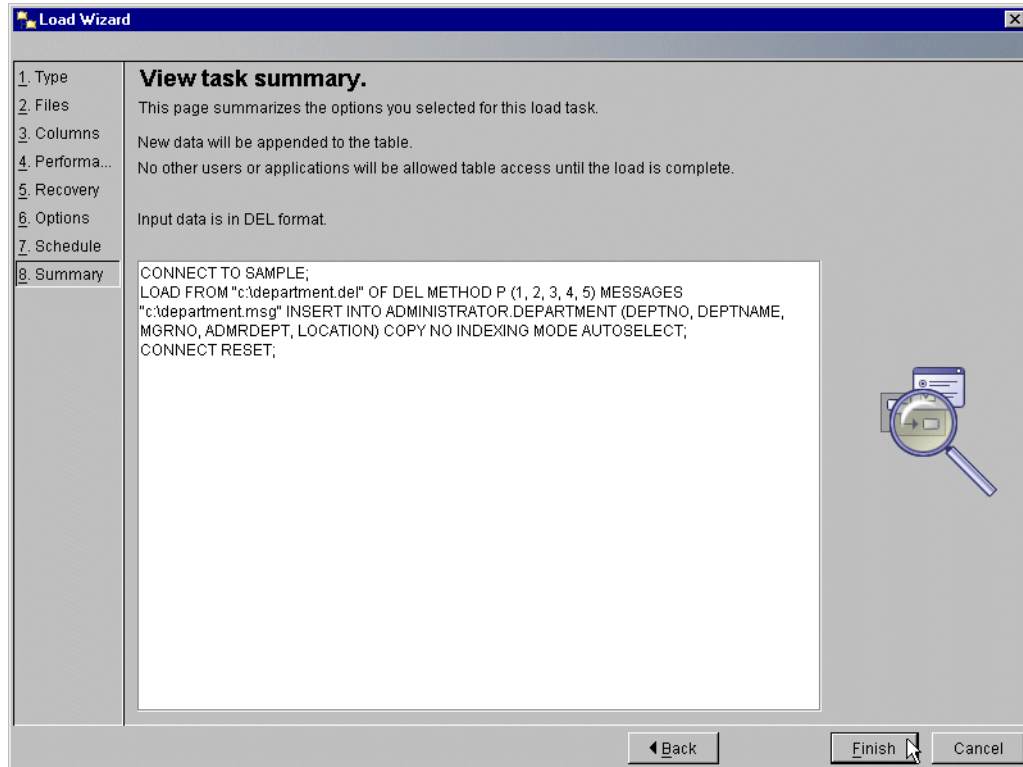 Load Wizard
1. Type
2. Files
3. Columns
4. Performa...
5. Recovery
6. Options
7. Schedule
8. Summary
View task summary.
This page summarizes the options you selected for this load task.
New data will be appended to the table.
No other users or applications will be allowed table access until the load is complete.
Input data is in DEL format.
CONNECT TO SAMPLE;
LOAD FROM "c:\department.del" OF DEL METHOD P (1, 2, 3, 4, 5) MESSAGES
"c:\department.msg" INSERT INTO ADMINISTRATOR.DEPARTMENT (DEPTNO, DEPTNAME,
MGRNO, ADMRDEPT, LOCATION) COPY NO INDEXING MODE AUTOSELECT;
CONNECT RESET;
Back
Finish
Cancel